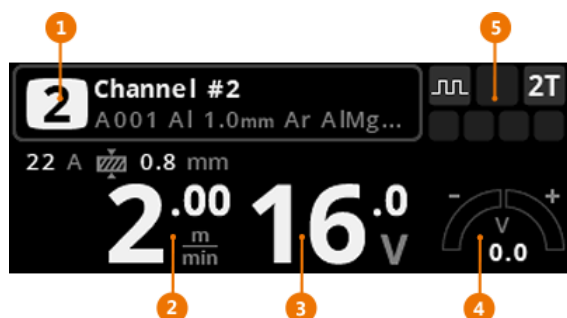 1
5
2
Channel #2
A001 Al 1.0mm Ar AlMg...
2T
22 A 0.8 mm
2.00 m/min
16.0 V
- +
V
0.0
2
3
4